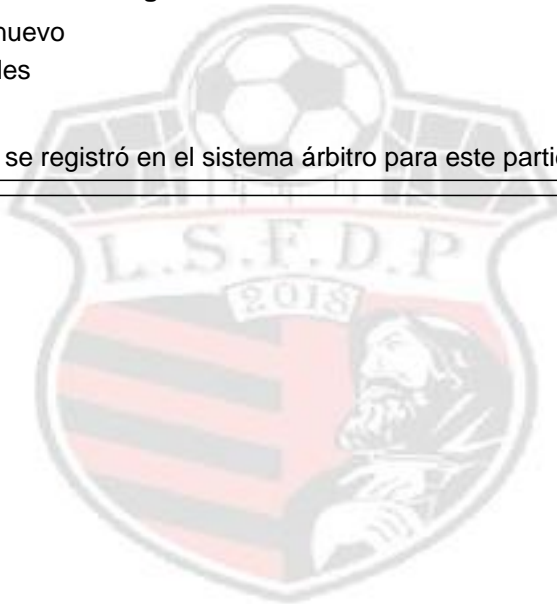 nuevo
les
se registró en el sistema árbitro para este parti
L.S.F.D.P
2018